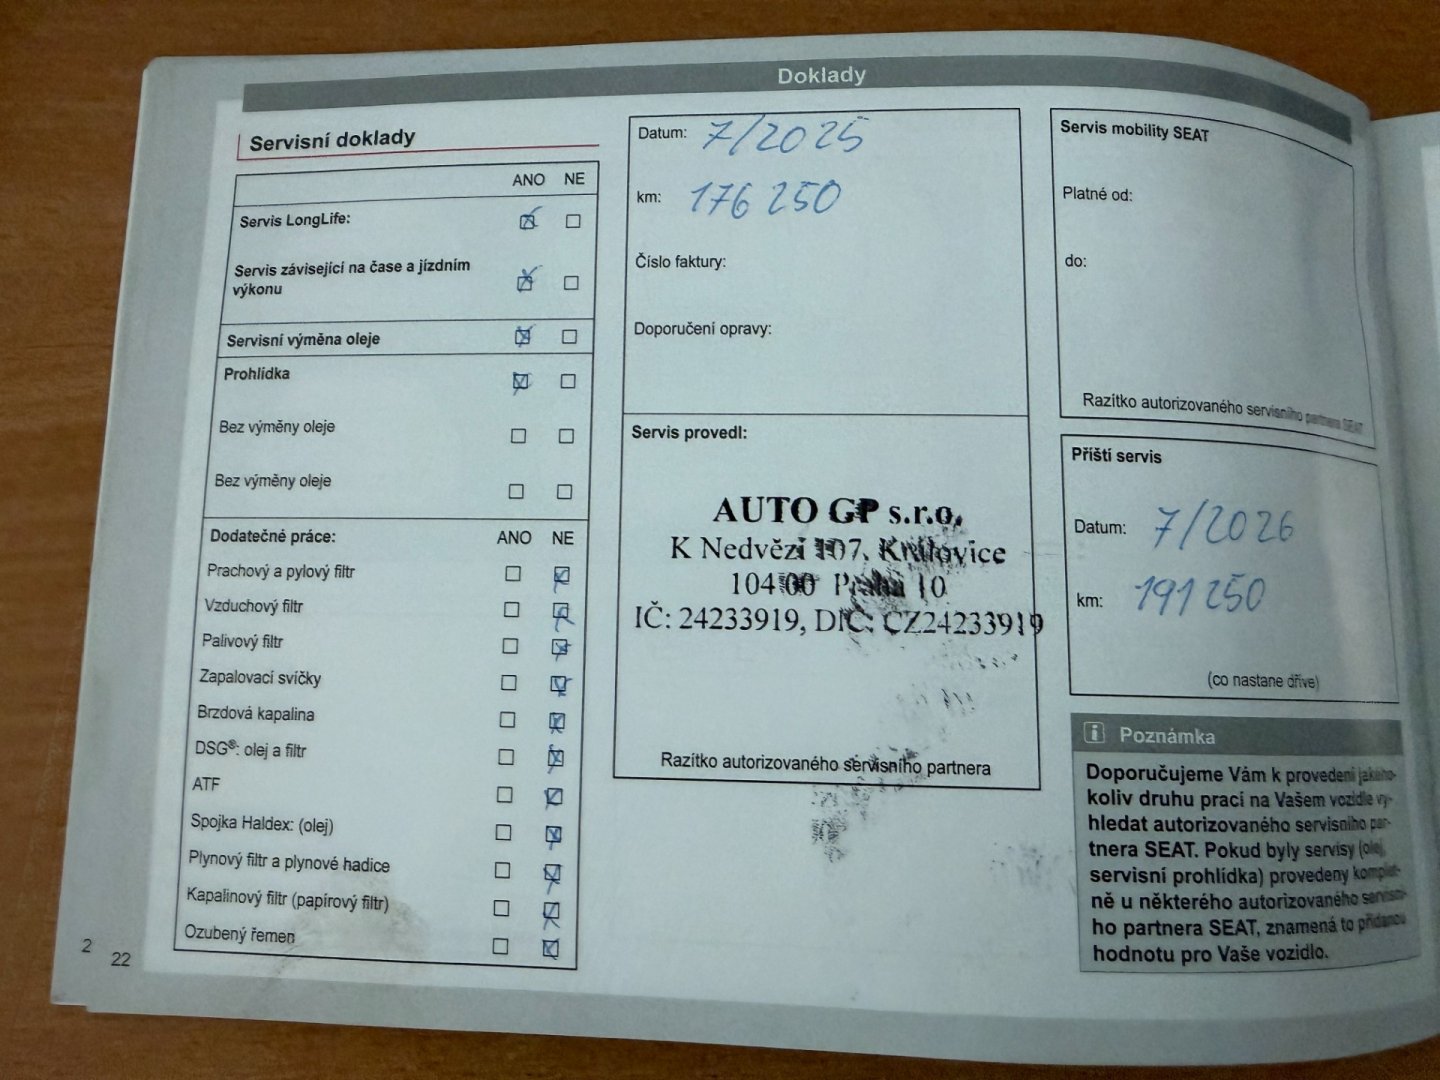 Doklady
Servisní doklady
ANO NE
Servis LongLife:
Servis závisející na čase a jízdním
výkonu
Servisní výměna oleje
Prohlídka
Bez výměny oleje
Bez výměny oleje
Dodatečné práce: ANO NE
Prachový a pylový filtr
Vzduchový filtr
Palivový filtr
Zapalovací svíčky
Brzdová kapalina
DSG®: olej a filtr
ATF
Spojka Haldex: (olej)
Plynový filtr a plynové hadice
Kapalinový filtr (papírový filtr)
Ozubený řemen
2
22
Datum: 7/2025
km: 176 250
Číslo faktury:
Doporučení opravy:
Servis provedl:
AUTO GP s.r.o.
K Nedvězí 107, Královice
104 00 Praha 10
IČ: 24233919, DIČ: CZ24233919
Razítko autorizovaného servisního partnera
Servis mobility SEAT
Platné od:
do:
Razítko autorizovaného servisního partnera SEAT
Příští servis
Datum: 7/2026
km: 191 250
(co nastane dříve)
i Poznámka
Doporučujeme Vám k provedení jakého-
koliv druhu prací na Vašem vozidle vy-
hledat autorizovaného servisního par-
tnera SEAT. Pokud byly servisy (olej,
servisní prohlídka) provedeny komplet-
ně u některého autorizovaného servisní-
ho partnera SEAT, znamená to přidanou
hodnotu pro Vaše vozidlo.